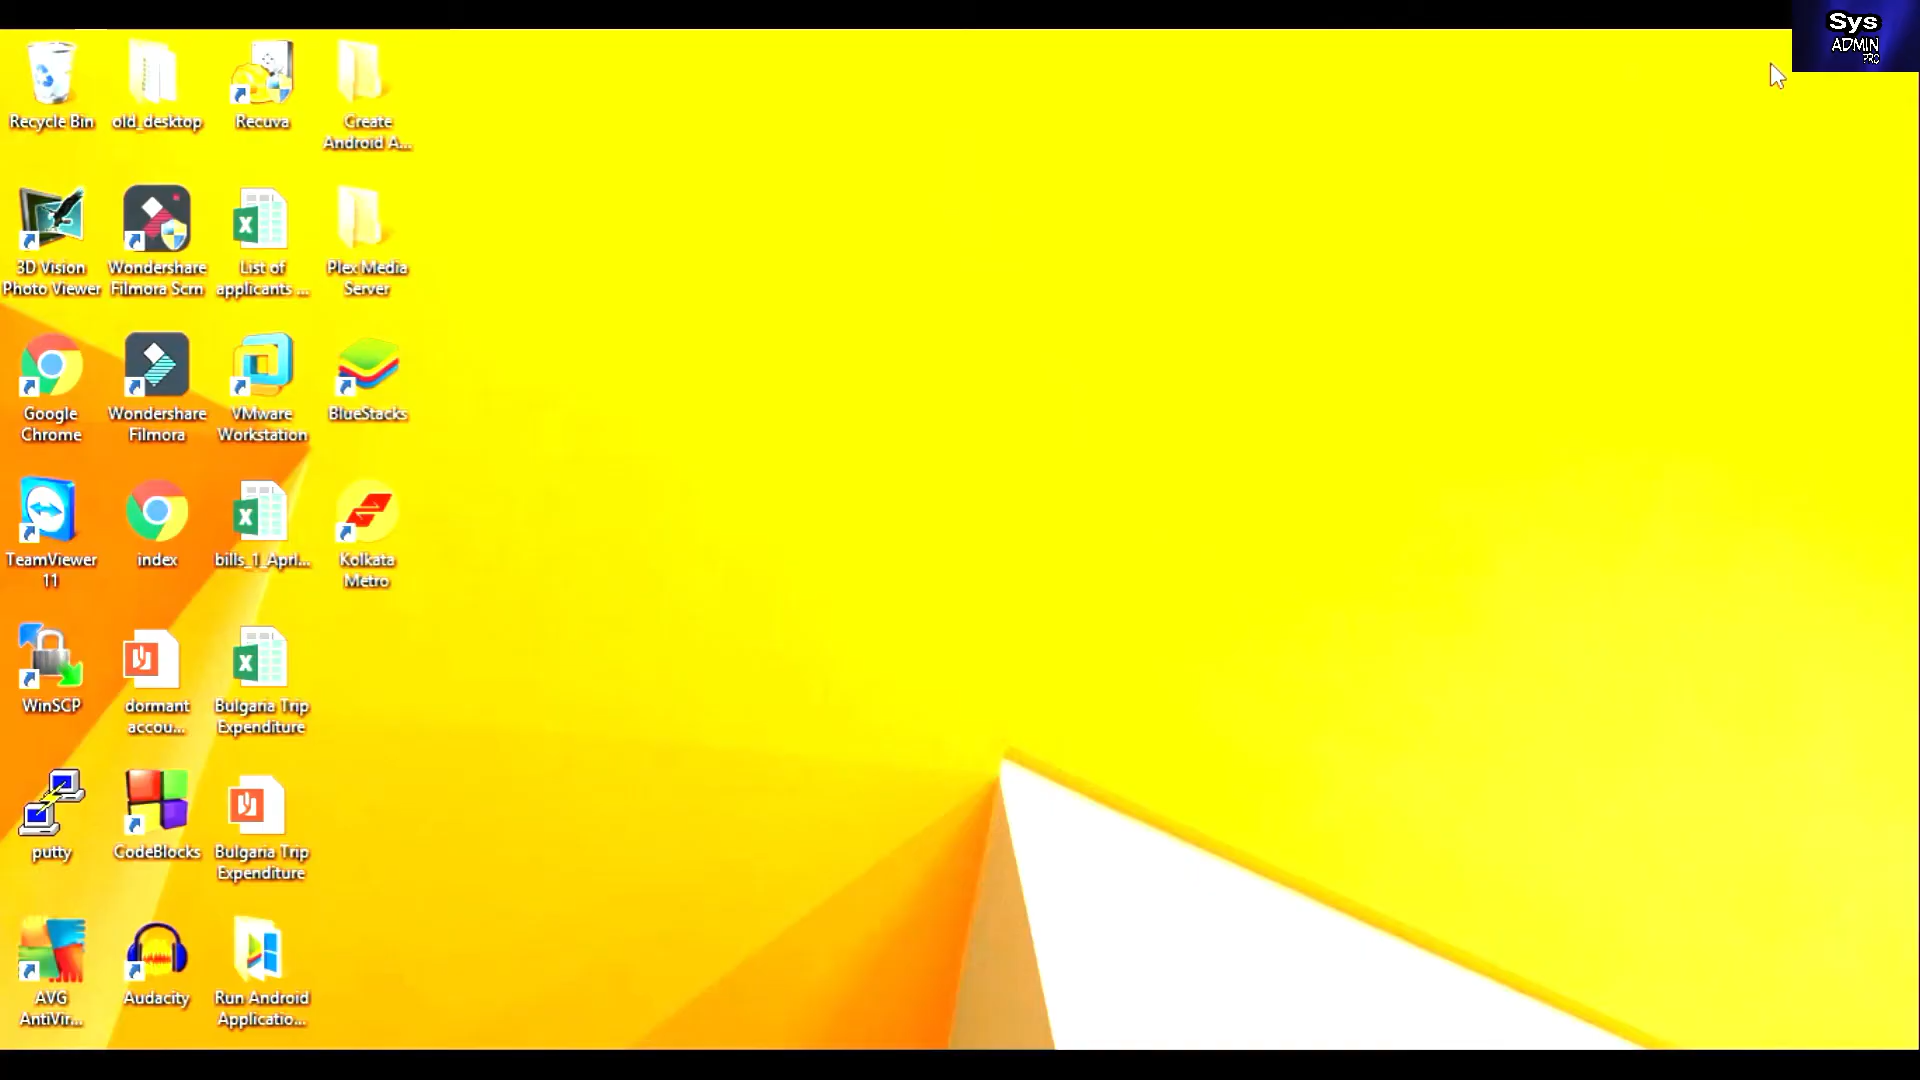 Sys
ADMIN
PRO
Recycle Bin
old_desktop
Recuva
Create
Android A...
3D Vision
Photo Viewer
Wondershare
Filmora Scrn
List of
applicants ...
Plex Media
Server
Google
Chrome
Wondershare
Filmora
VMware
Workstation
BlueStacks
TeamViewer
11
index
bills_1_Apri...
Kolkata
Metro
WinSCP
dormant
accou...
Bulgaria Trip
Expenditure
putty
CodeBlocks
Bulgaria Trip
Expenditure
AVG
AntiVir...
Audacity
Run Android
Applicatio...